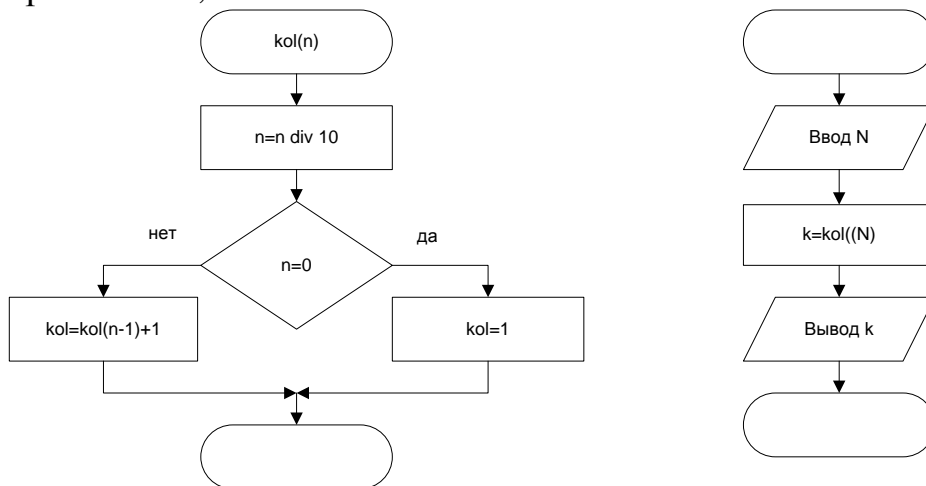 kol(n)
n=n div 10
нет
да
n=0
kol=kol(n-1)+1
kol=1
Ввод N
k=kol((N)
Вывод k